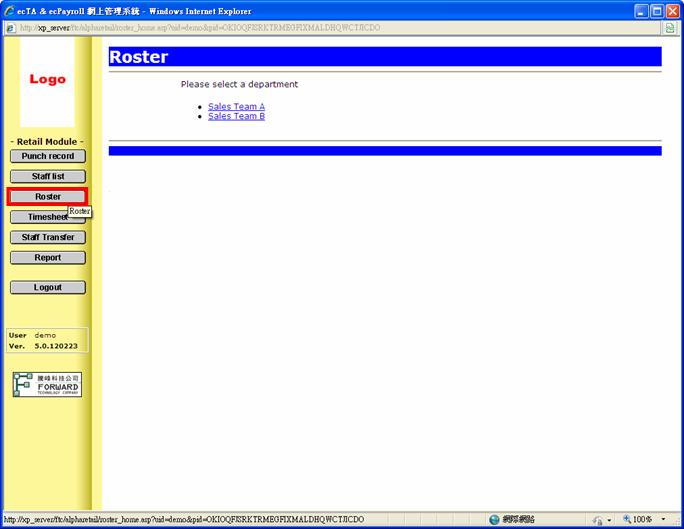 ecTA & ecPayroll 網上管理系統 - Windows Internet Explorer
http://xp_server/ftc/alpharetail/roster_home.asp?uid=demo&pid=OKIOQFJSRKTRMEGFIXMALDHQWCTJICDO
Logo
- Retail Module -
Punch record
Staff list
Roster
Roster
Timesheet
Staff Transfer
Report
Logout
User demo
Ver. 5.0.120223
騰峰科技公司
FORWARD
TECHNOLOGY COMPANY
Roster
Please select a department
Sales Team A
Sales Team B
http://xp_server/ftc/alpharetail/roster_home.asp?uid=demo&pid=OKIOQFJSRKTRMEGFIXMALDHQWCTJICDO
網際網路
100%